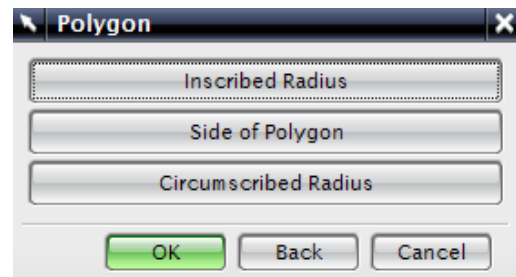 Polygon
Inscribed Radius
Side of Polygon
Circumscribed Radius
OK Back Cancel